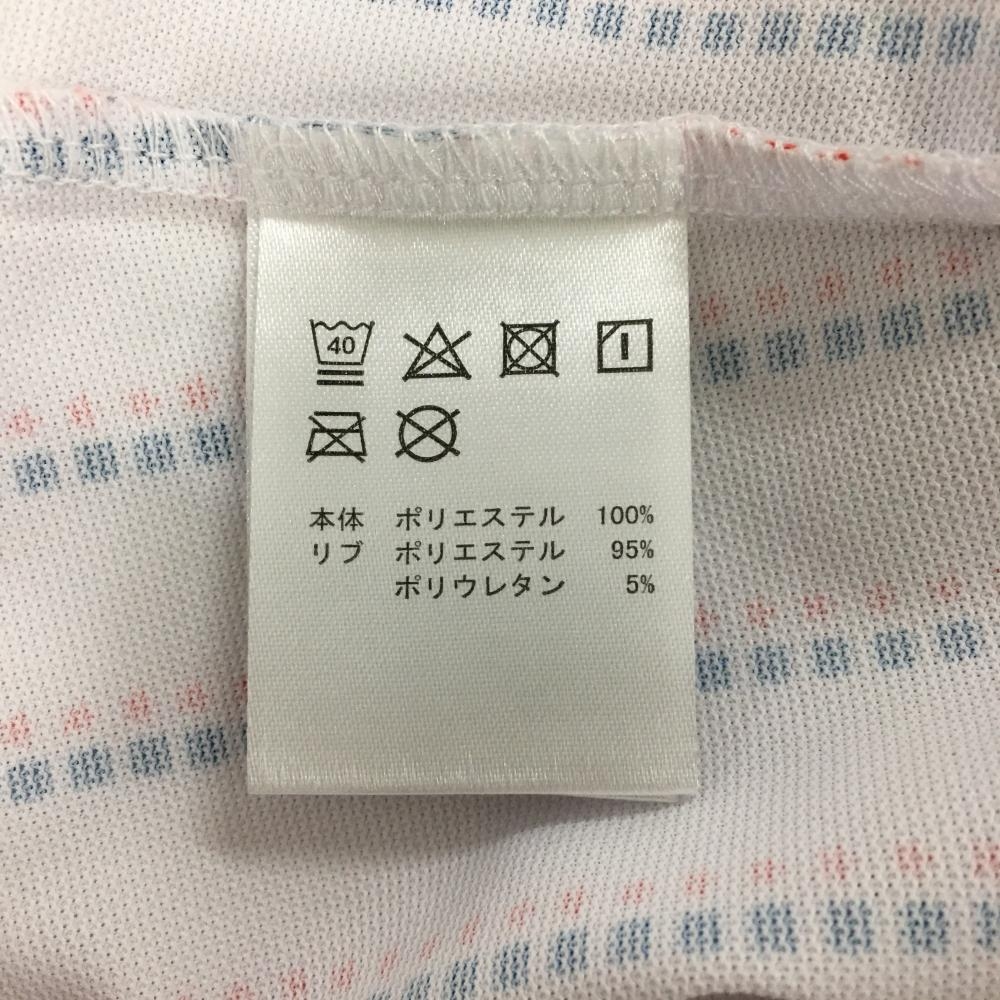 40
本体 ポリエステル 100%
リブ ポリエステル 95%
ポリウレタン 5%